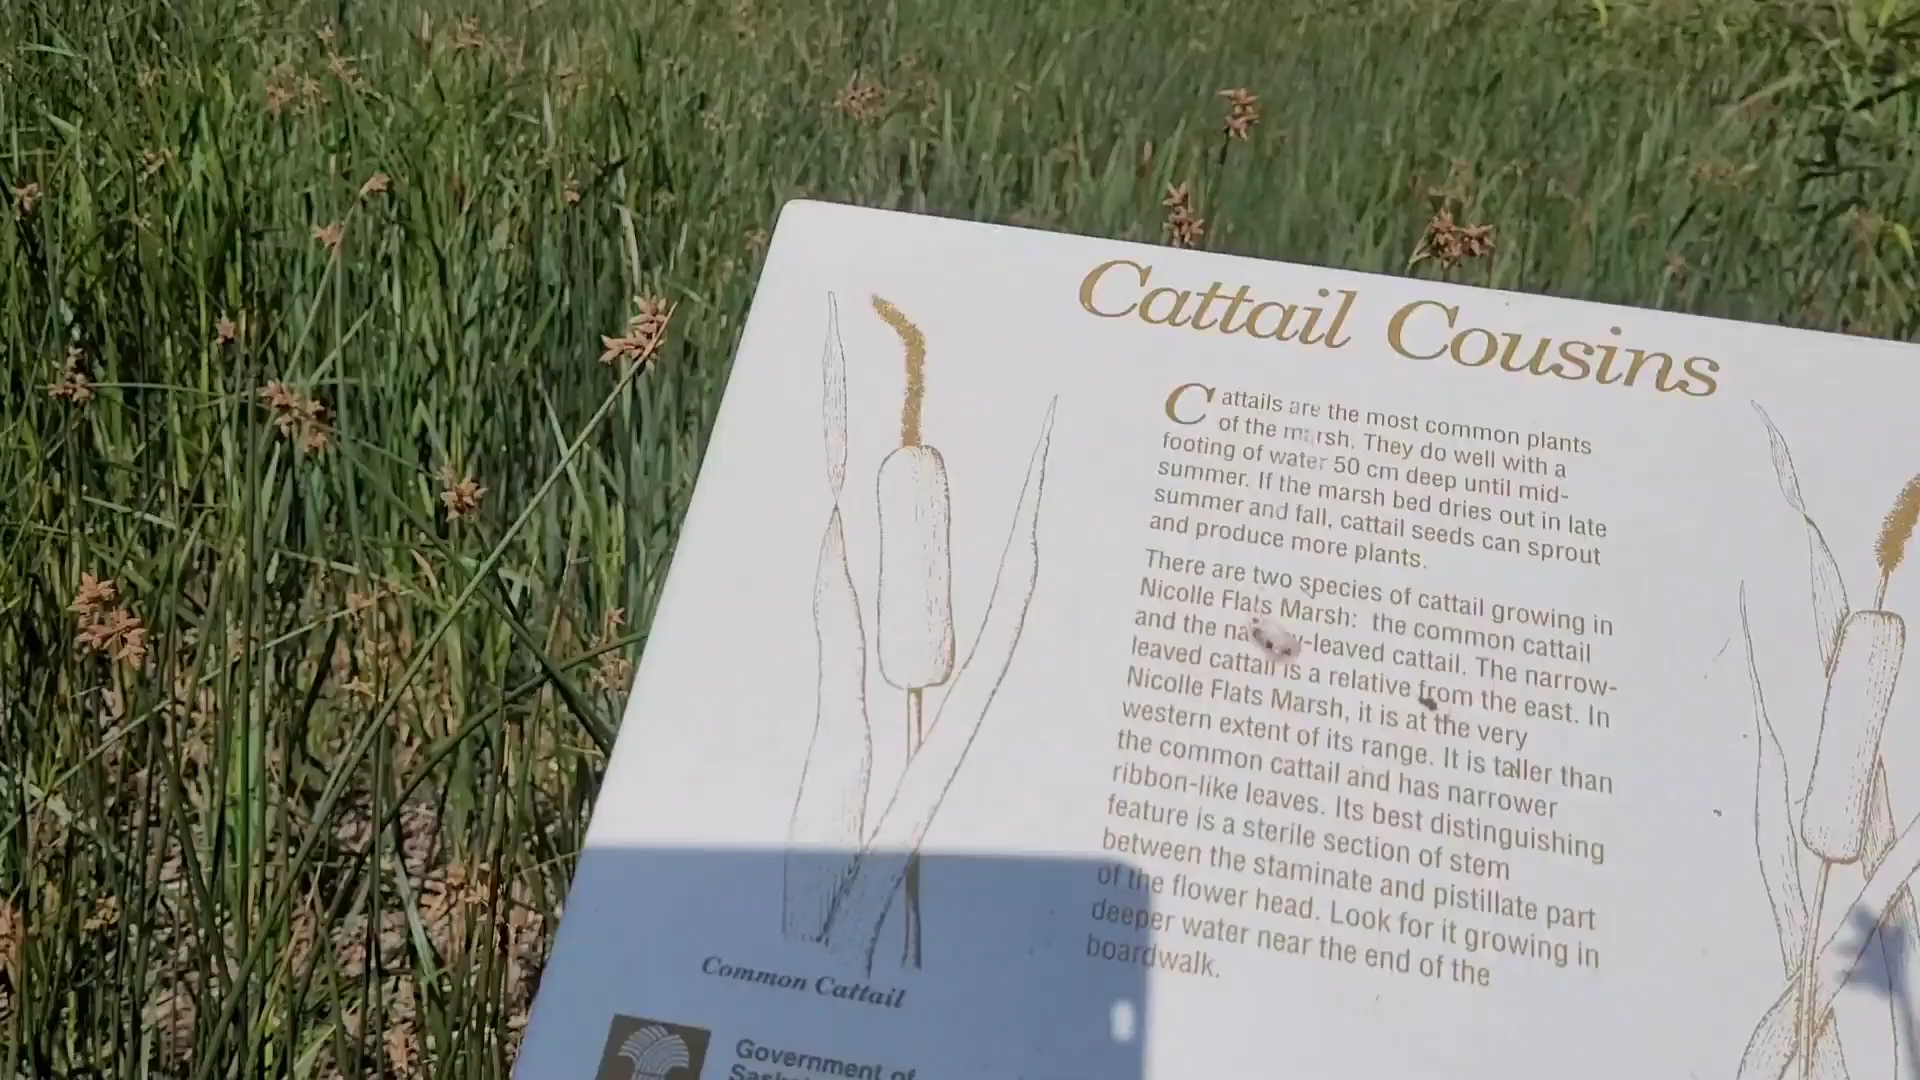 Cattail Cousins
Cattails are the most common plants
of the marsh. They do well with a
footing of water 50 cm deep until mid-
summer. If the marsh bed dries out in late
summer and fall, cattail seeds can sprout
and produce more plants.
There are two species of cattail growing in
Nicolle Flats Marsh: the common cattail
and the narrow-leaved cattail. The narrow-
leaved cattail is a relative from the east. In
Nicolle Flats Marsh, it is at the very
western extent of its range. It is taller than
the common cattail and has narrower
ribbon-like leaves. Its best distinguishing
feature is a sterile section of stem
between the staminate and pistillate part
of the flower head. Look for it growing in
deeper water near the end of the
boardwalk.
Common Cattail
Government of